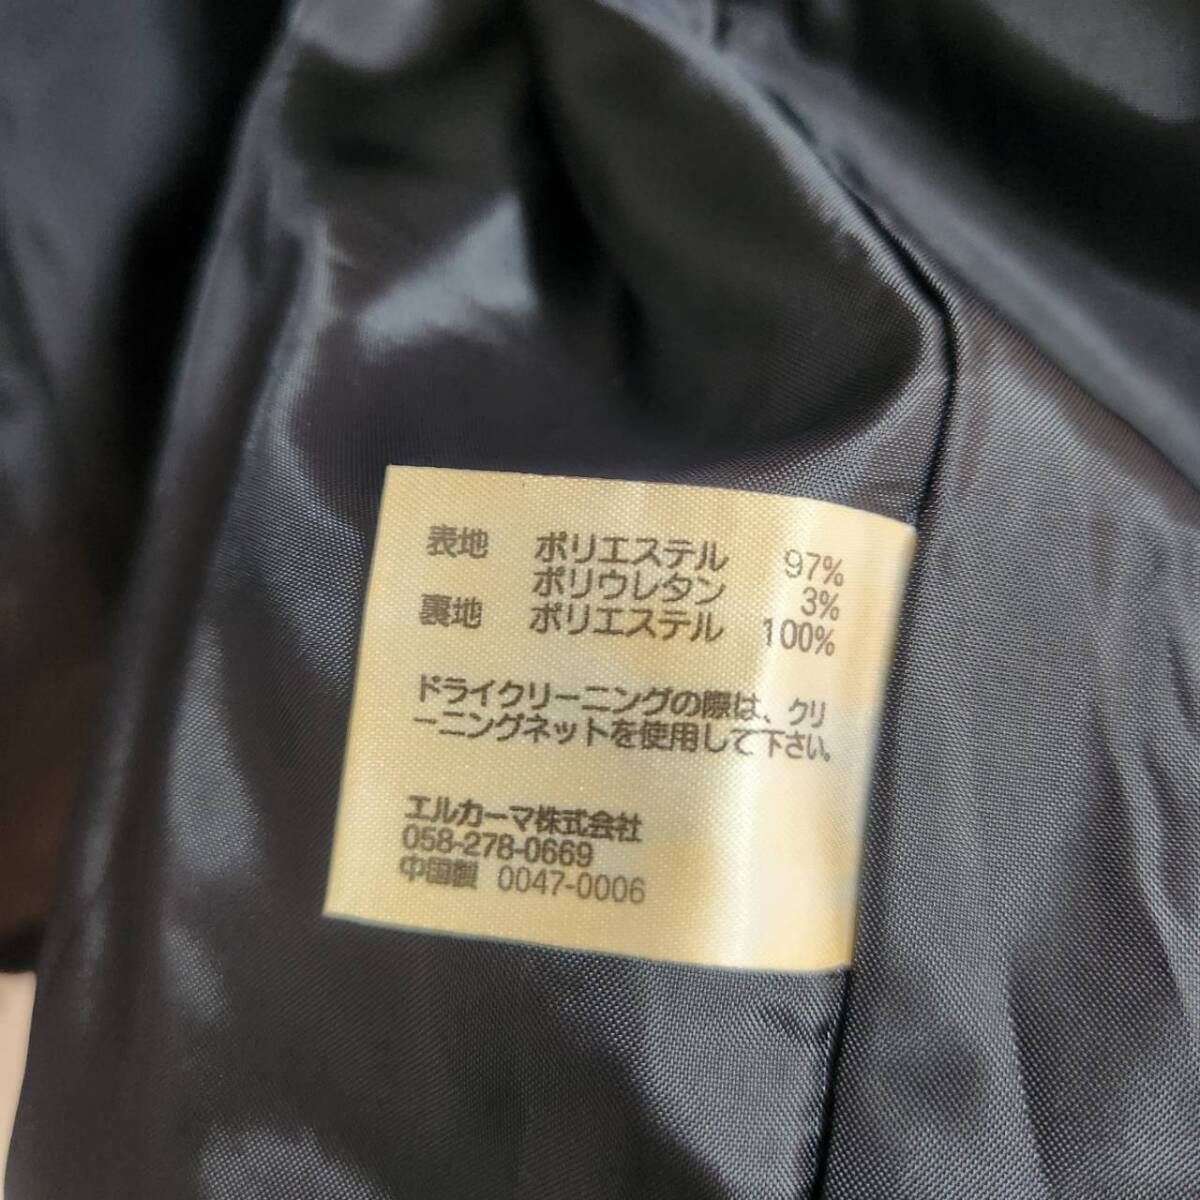 表地 ポリエステル 97%
ポリウレタン 3%
裏地 ポリエステル 100%
ドライクリーニングの際は、クリ
ーニングネットを使用して下さい。
エルカーマ株式会社
058-278-0669
中国製 0047-0006